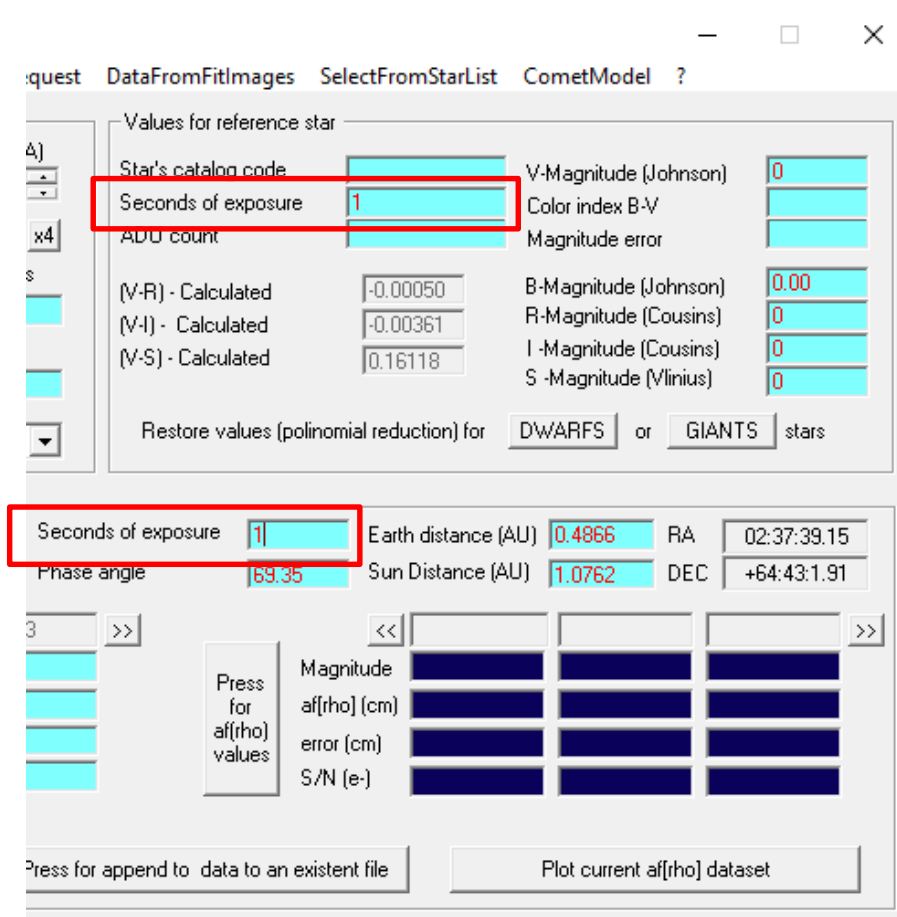 equest DataFromFitImages SelectFromStarList CometModel ?
Values for reference star
A)
Star's catalog code
V-Magnitude (Johnson) 0
Seconds of exposure 1
Color index B-V
x4
ADU count
Magnitude error
s
(V-R) - Calculated -0.00050
B-Magnitude (Johnson) 0.00
(V-I) - Calculated -0.00361
R-Magnitude (Cousins) 0
(V-S) - Calculated 0.16118
I -Magnitude (Cousins) 0
S -Magnitude (Vlinius) 0
Restore values (polinomial reduction) for DWARFS or GIANTS stars
Seconds of exposure 1 Earth distance (AU) 0.4866 RA 02:37:39.15
Phase angle 69.35 Sun Distance (AU) 1.0762 DEC +64:43:1.91
3 >> << >>
Press
for
af(rho)
values
Magnitude
af[rho] (cm)
error (cm)
S/N (e-)
Press for append to data to an existent file Plot current af[rho] dataset